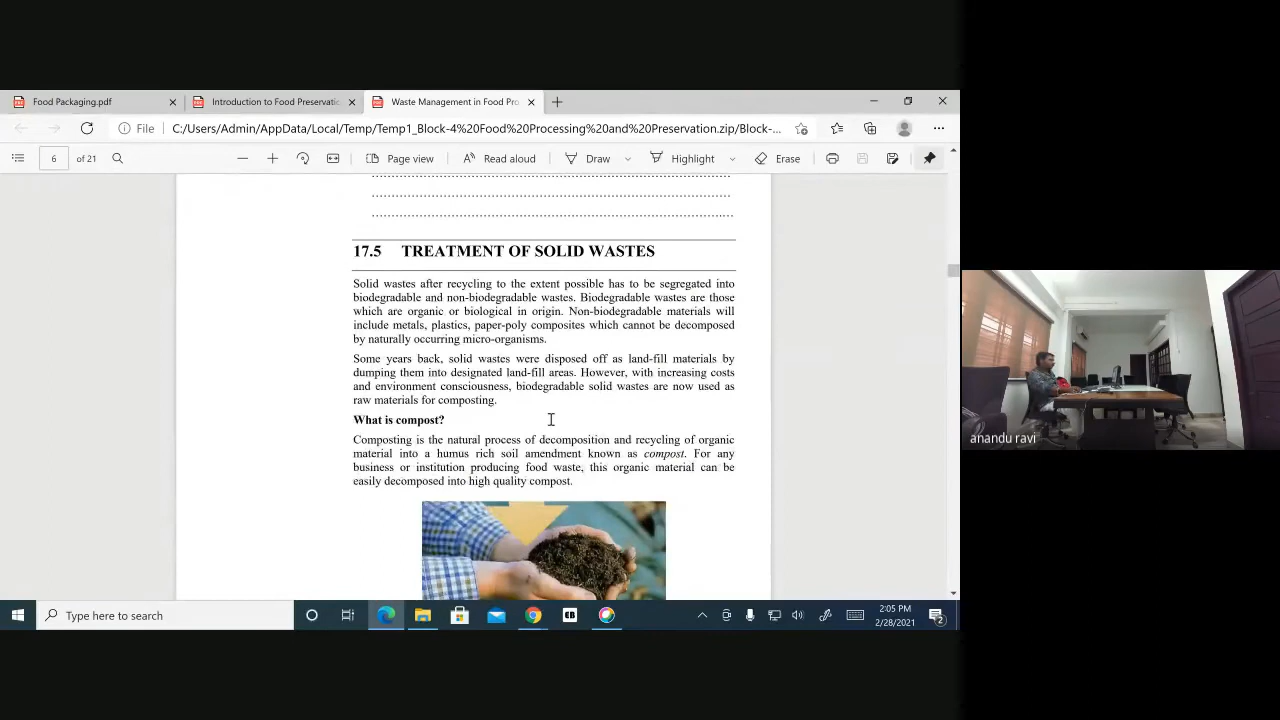 Food Packaging.pdf
Introduction to Food Preservatio
Waste Management in Food Pro
File
C:/Users/Admin/AppData/Local/Temp/Temp1_Block-4%20Food%20Processing%20and%20Preservation.zip/Block-...
6 of 21
Page view
Read aloud
Draw
Highlight
Erase
17.5 TREATMENT OF SOLID WASTES
Solid wastes after recycling to the extent possible has to be segregated into
biodegradable and non-biodegradable wastes. Biodegradable wastes are those
which are organic or biological in origin. Non-biodegradable materials will
include metals, plastics, paper-poly composites which cannot be decomposed
by naturally occurring micro-organisms.
Some years back, solid wastes were disposed off as land-fill materials by
dumping them into designated land-fill areas. However, with increasing costs
and environment consciousness, biodegradable solid wastes are now used as
raw materials for composting.
What is compost?
Composting is the natural process of decomposition and recycling of organic
material into a humus rich soil amendment known as compost. For any
business or institution producing food waste, this organic material can be
easily decomposed into high quality compost.
anandu ravi
Type here to search
2:05 PM
2/28/2021
2